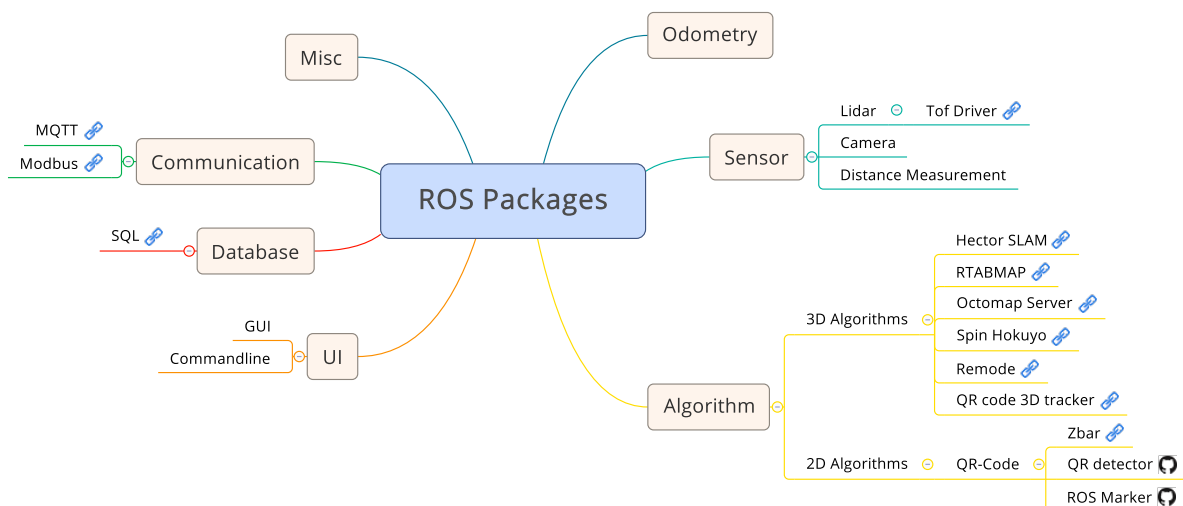 Odometry
Misc
Lidar
Tof Driver
MQTT
Camera
Modbus
Communication
Sensor
Distance Measurement
ROS Packages
SQL
Database
Hector SLAM
RTABMAP
Octomap Server
3D Algorithms
GUI
Spin Hokuyo
Commandline
UI
Remode
QR code 3D tracker
Algorithm
Zbar
2D Algorithms
QR-Code
QR detector
ROS Marker